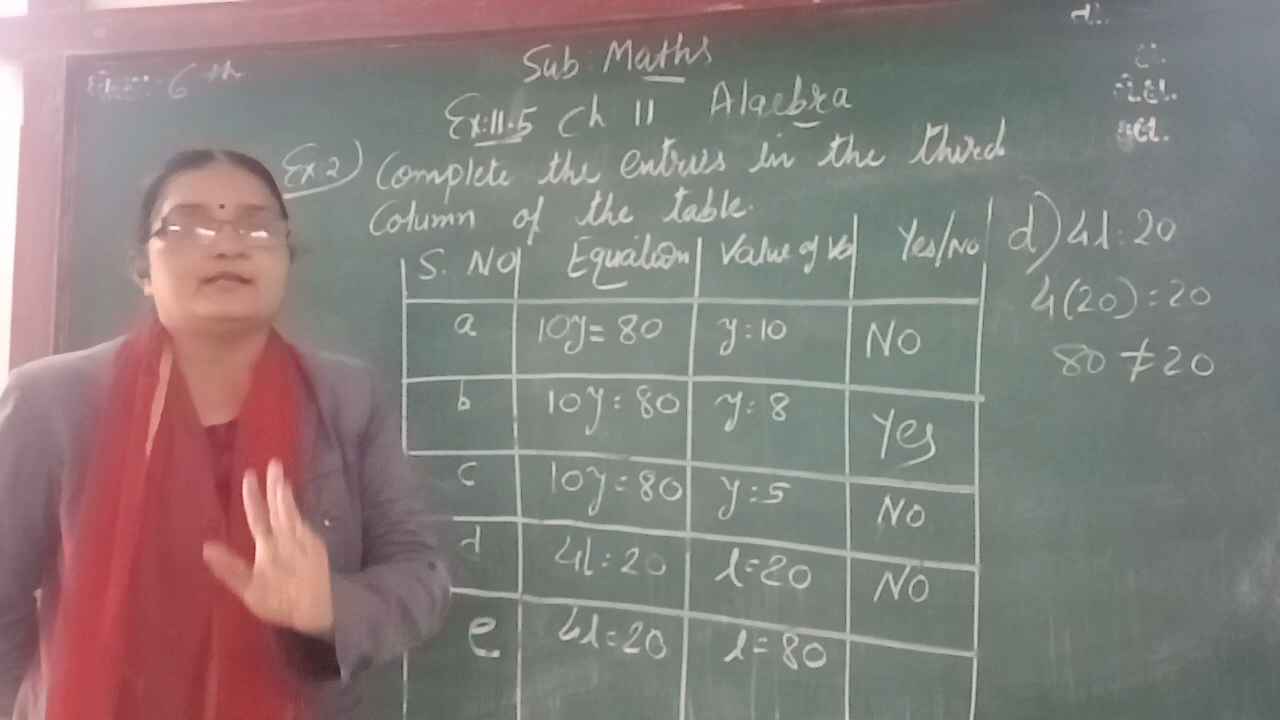 6th
Sub: Maths
Ex:11.5 Ch 11 Algebra
Ex 2) Complete the entries in the third
Column of the table.
S. No Equation Value of Yes/No
a 10y = 80 y:10 NO
b 10y: 80 y: 8 Yes
c 10y: 80 y:5 No
d 4l: 20 l=20 NO
e 4l=20 l= 80
d) 4l: 20
4(20):20
80 ≠ 20